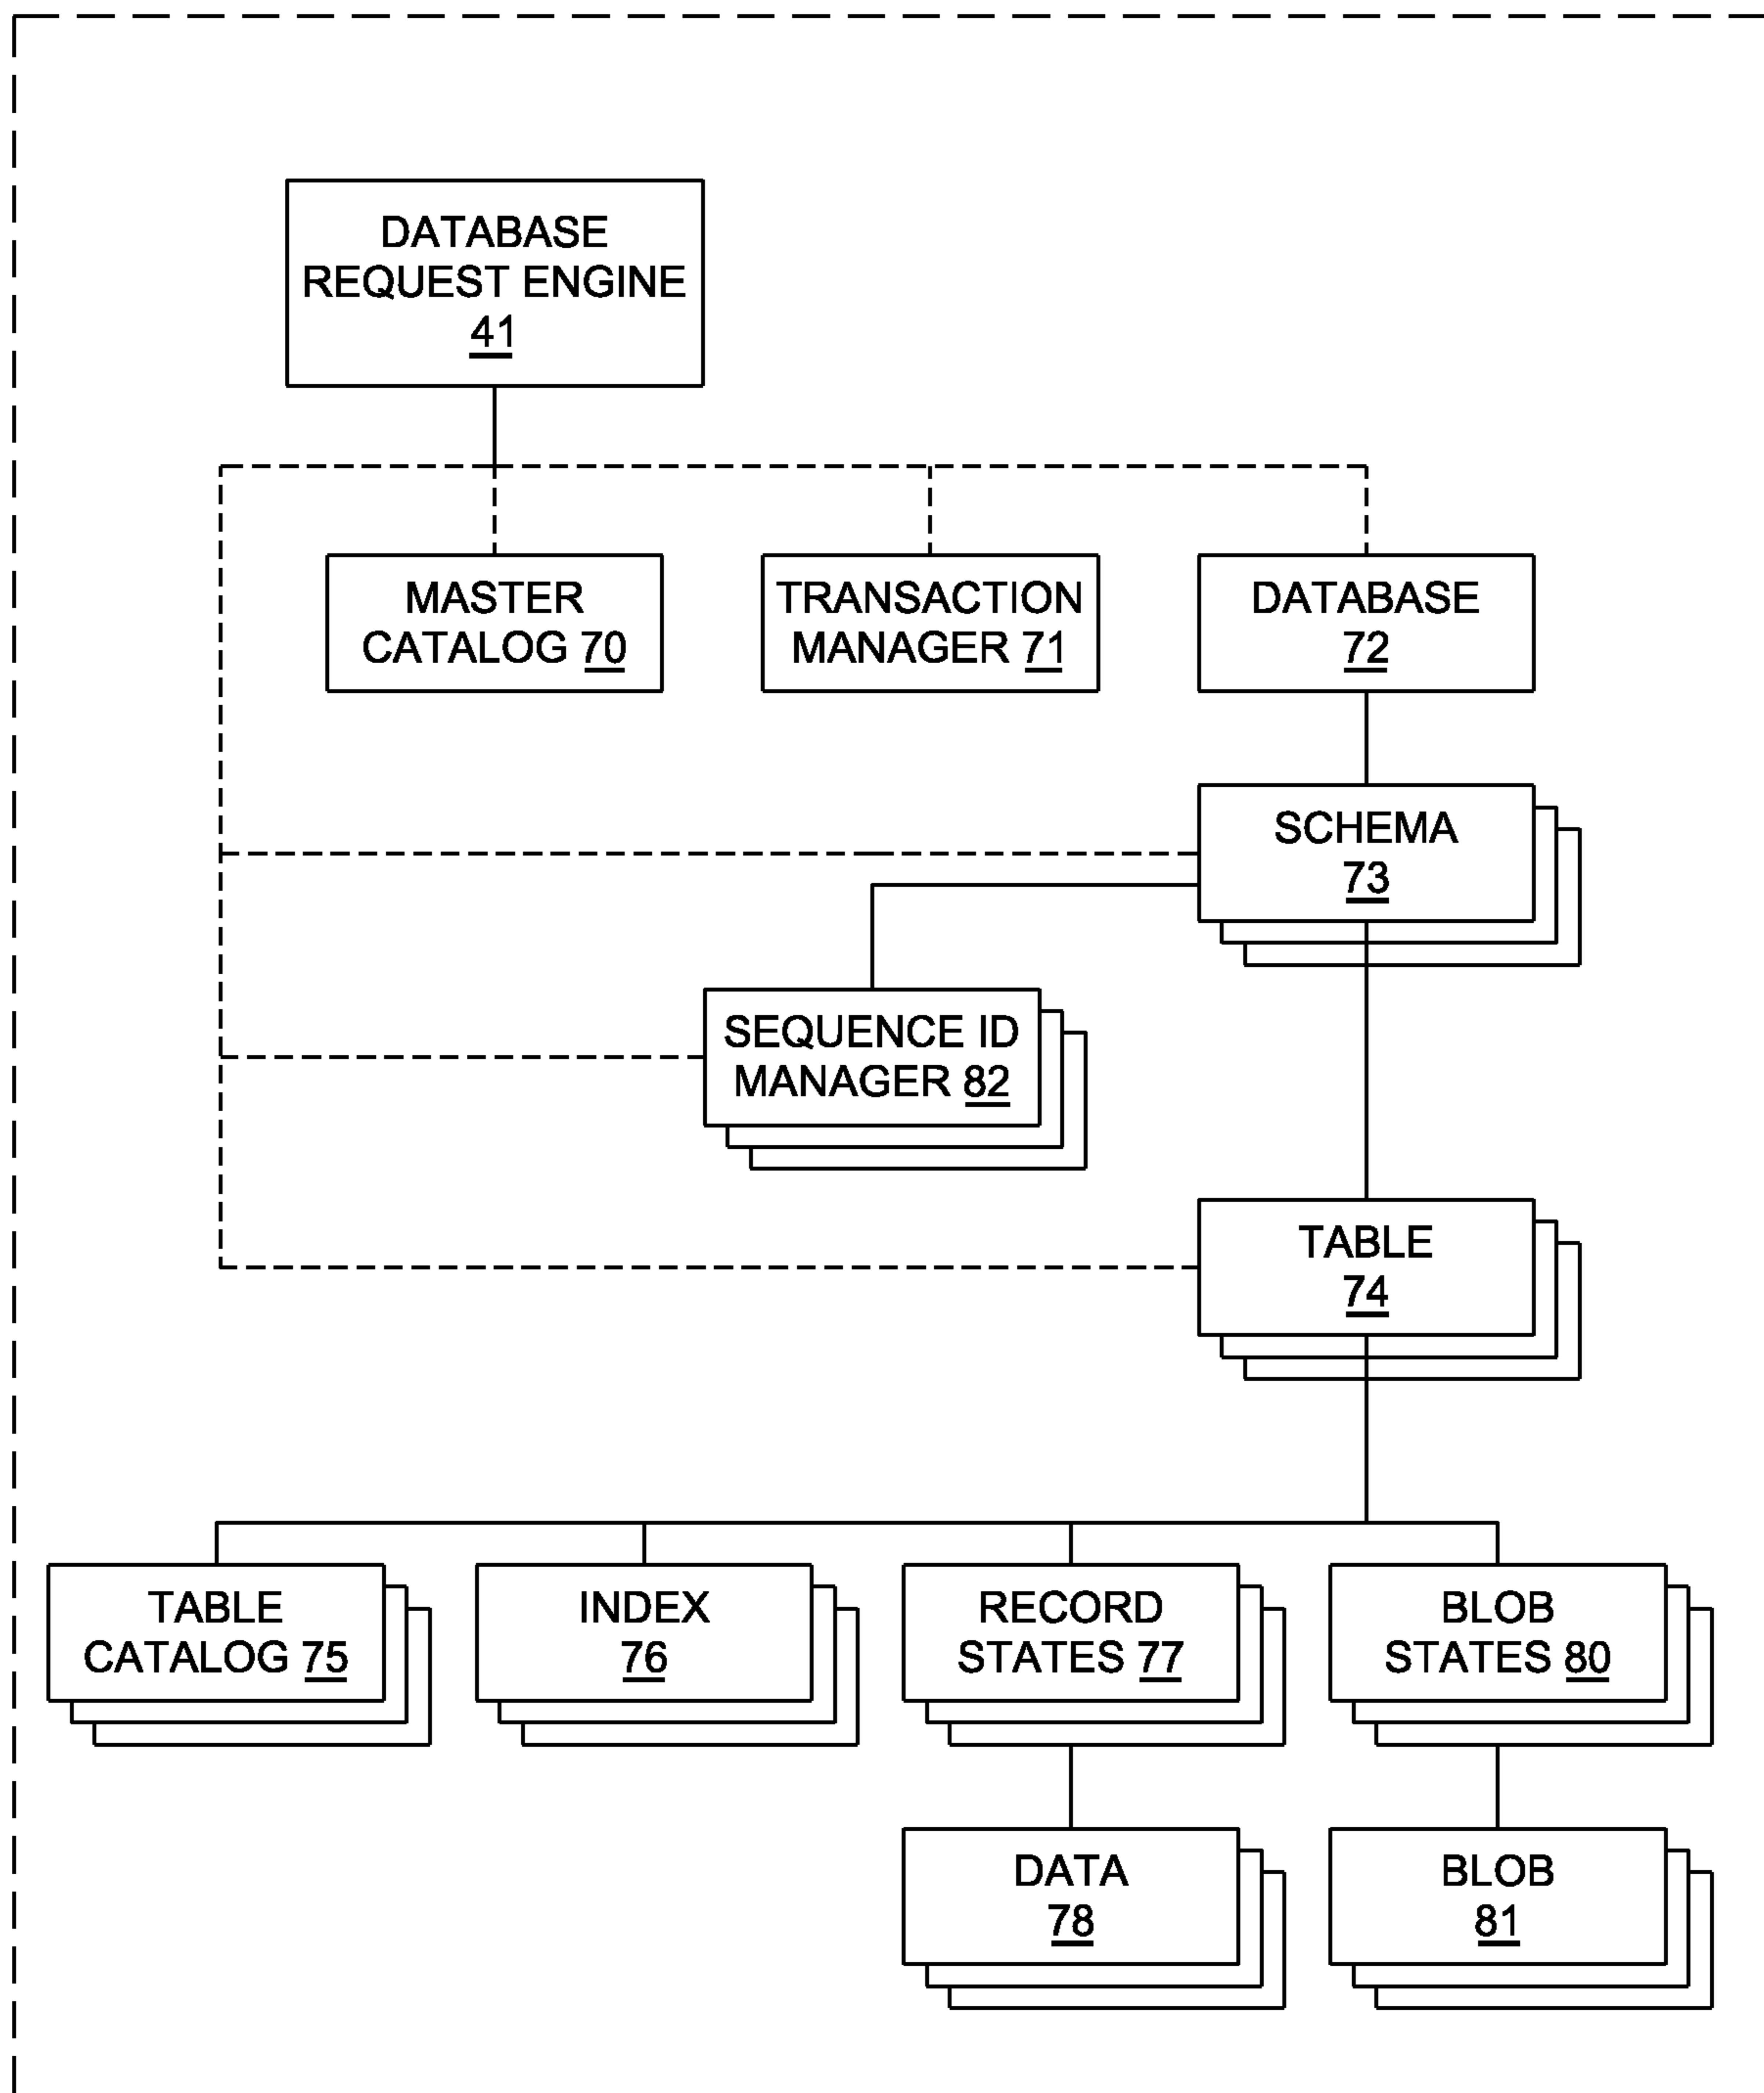 DATABASE
REQUEST ENGINE
41
MASTER
CATALOG 70
TRANSACTION
MANAGER 71
DATABASE
72
SCHEMA
73
SEQUENCE ID
MANAGER 82
TABLE
74
TABLE
CATALOG 75
INDEX
76
RECORD
STATES 77
BLOB
STATES 80
DATA
78
BLOB
81